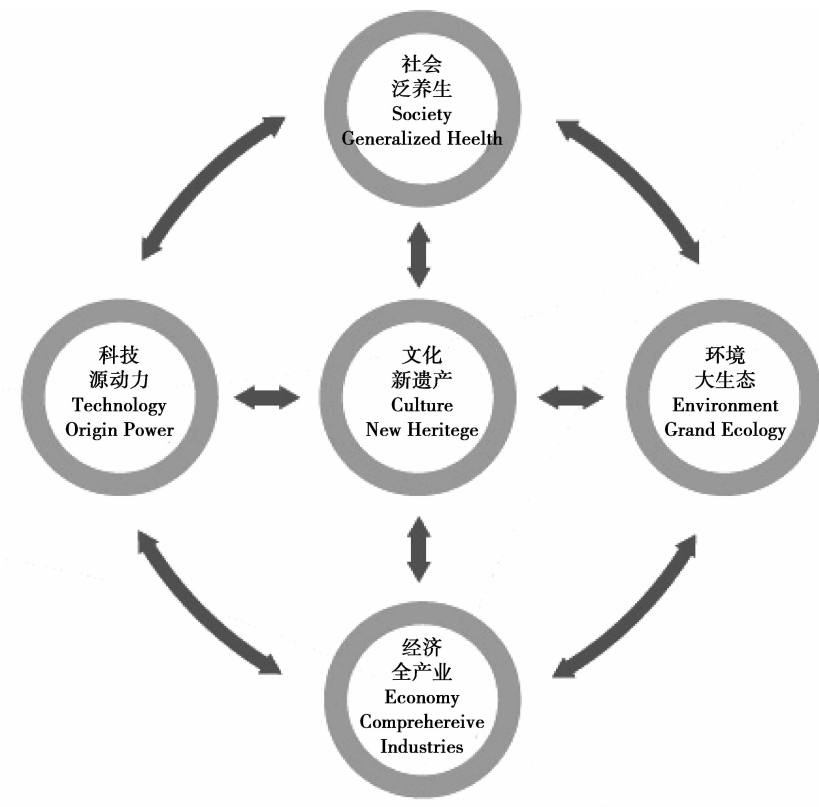 社会
泛养生
Society
Generalized Heelth
科技
源动力
Technology
Origin Power
文化
新遗产
Culture
New Heritege
环境
大生态
Environment
Grand Ecology
经济
全产业
Economy
Comprehereive
Industries